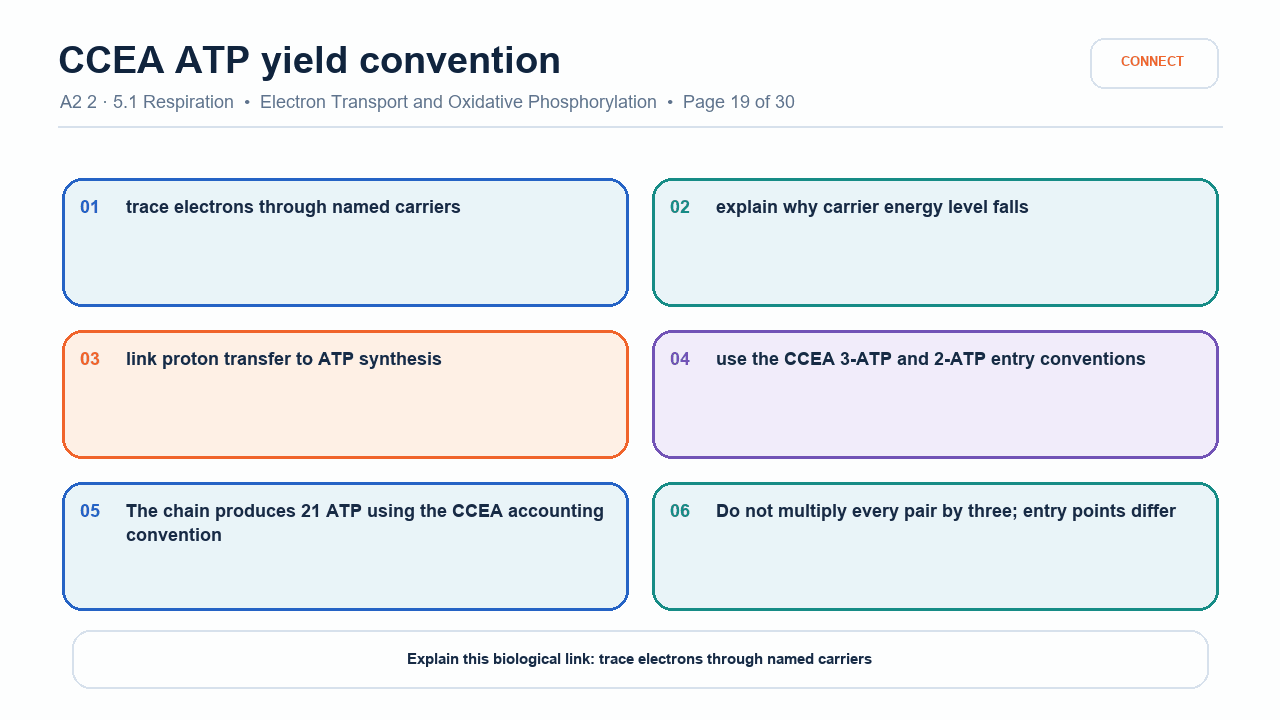 CCEA ATP yield convention
CONNECT
A2 2 · 5.1 Respiration • Electron Transport and Oxidative Phosphorylation • Page 19 of 30
01 trace electrons through named carriers
02 explain why carrier energy level falls
03 link proton transfer to ATP synthesis
04 use the CCEA 3-ATP and 2-ATP entry conventions
05 The chain produces 21 ATP using the CCEA accounting
convention
06 Do not multiply every pair by three; entry points differ
Explain this biological link: trace electrons through named carriers